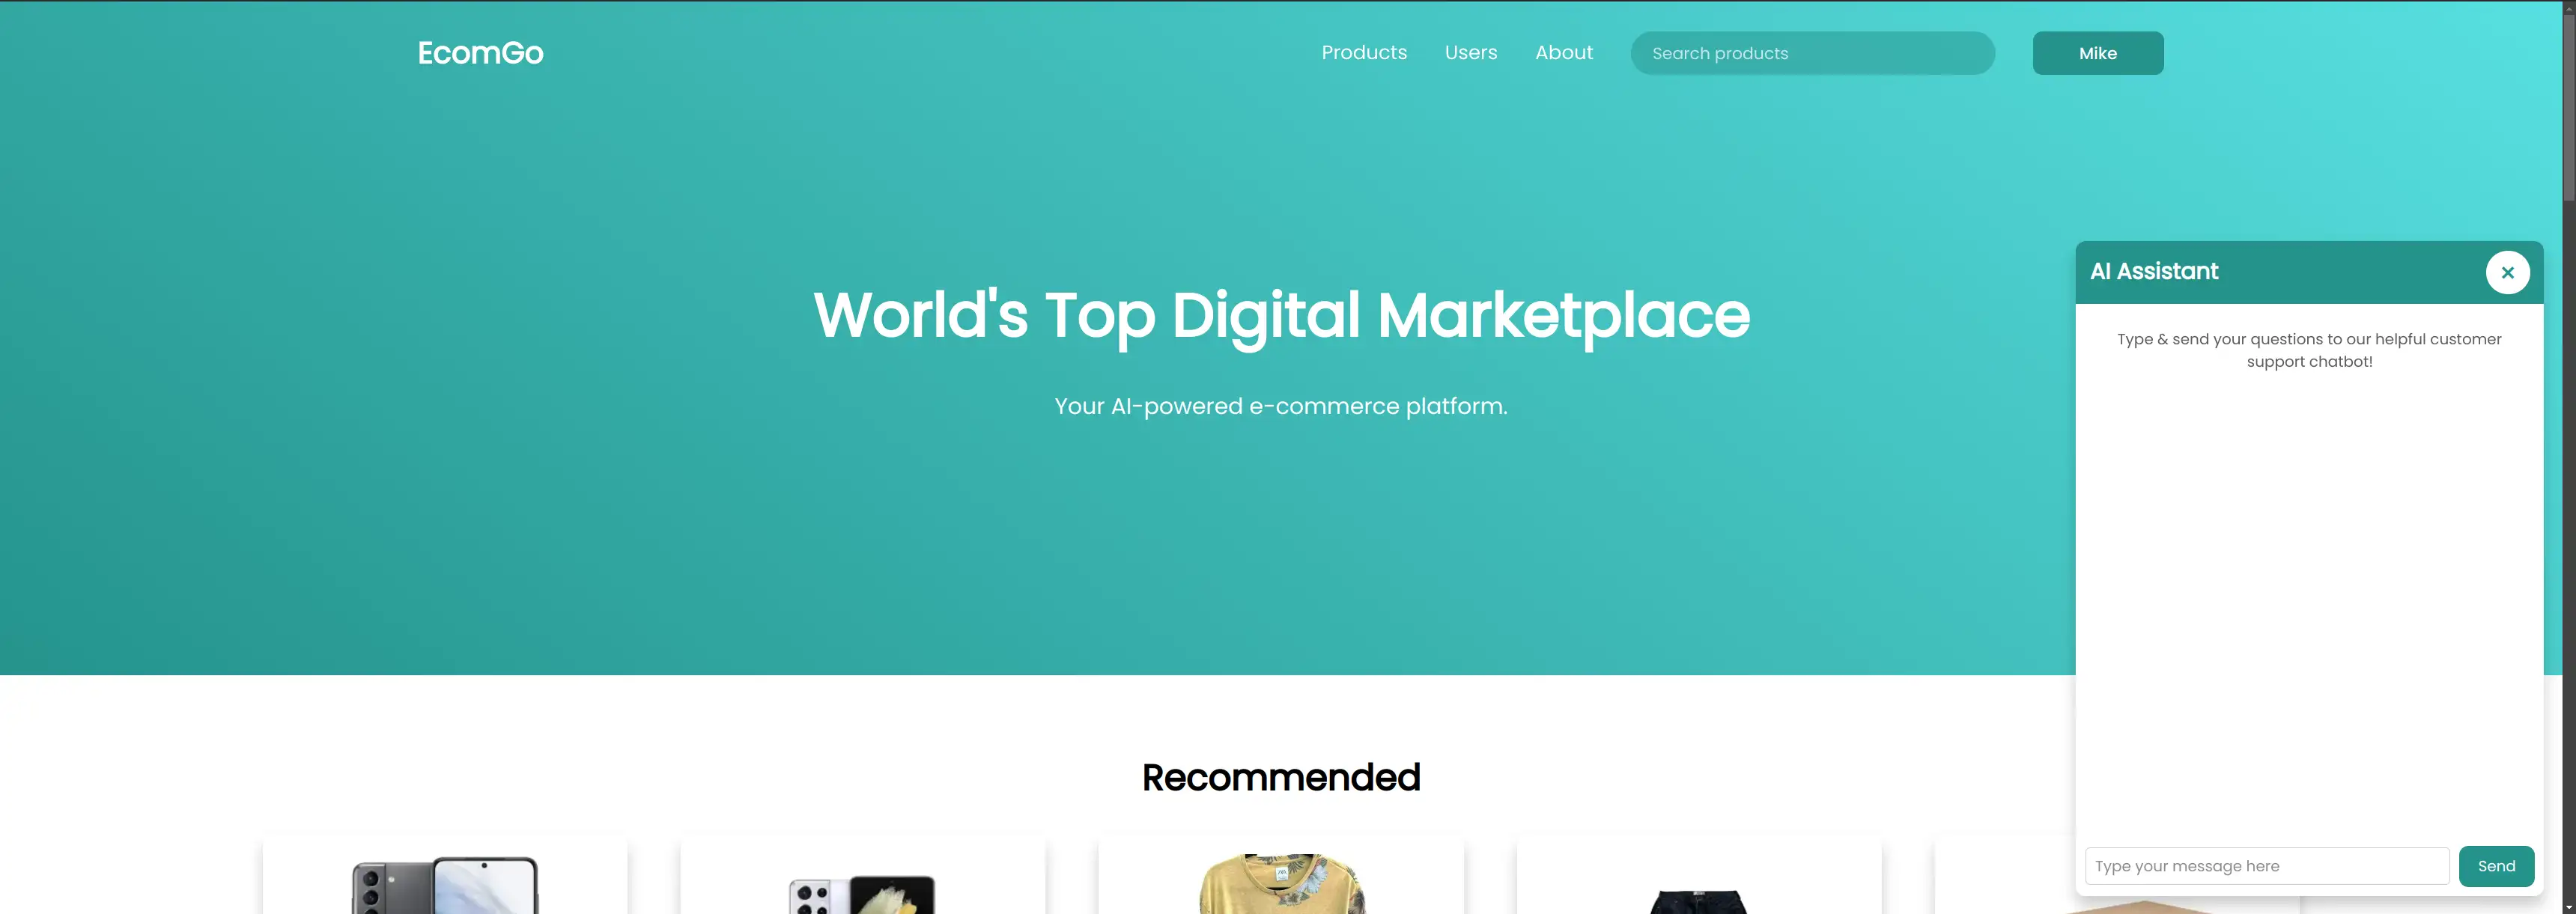 EcomGo
Products
Users
About
Search products
Mike
World's Top Digital Marketplace
Your AI-powered e-commerce platform.
AI Assistant
Type & send your questions to our helpful customer
support chatbot!
Recommended
Type your message here
Send